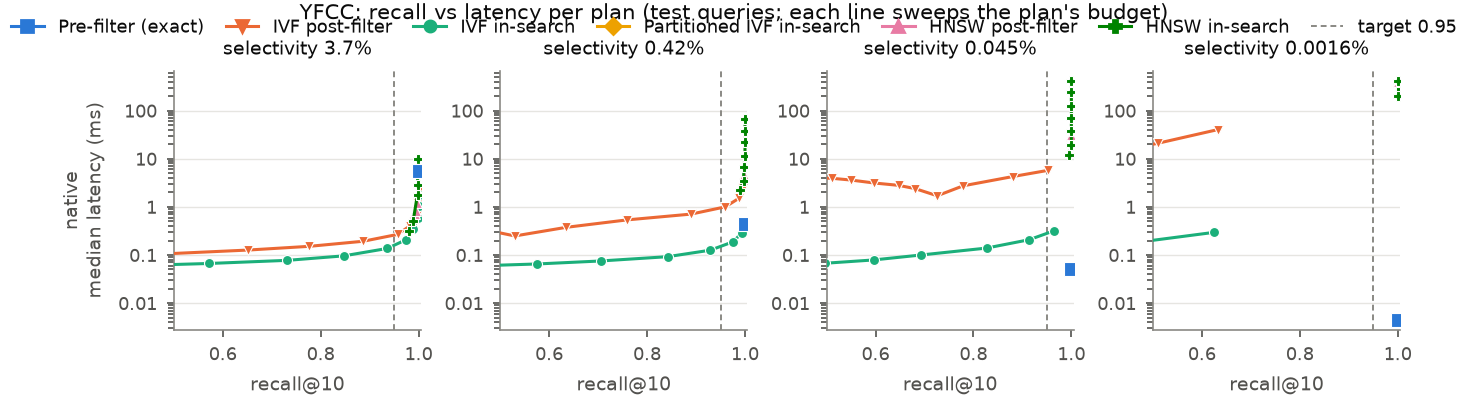 YFCC: recall vs latency per plan (test queries; each line sweeps the plan's budget)
Pre-filter (exact) IVF post-filter IVF in-search Partitioned IVF in-search HNSW post-filter HNSW in-search target 0.95
selectivity 3.7% selectivity 0.42% selectivity 0.045% selectivity 0.0016%
native
median latency (ms)
100 100 100 100
10 10 10 10
1 1 1 1
0.1 0.1 0.1 0.1
0.01 0.01 0.01 0.01
0.6 0.8 1.0 0.6 0.8 1.0 0.6 0.8 1.0 0.6 0.8 1.0
recall@10 recall@10 recall@10 recall@10